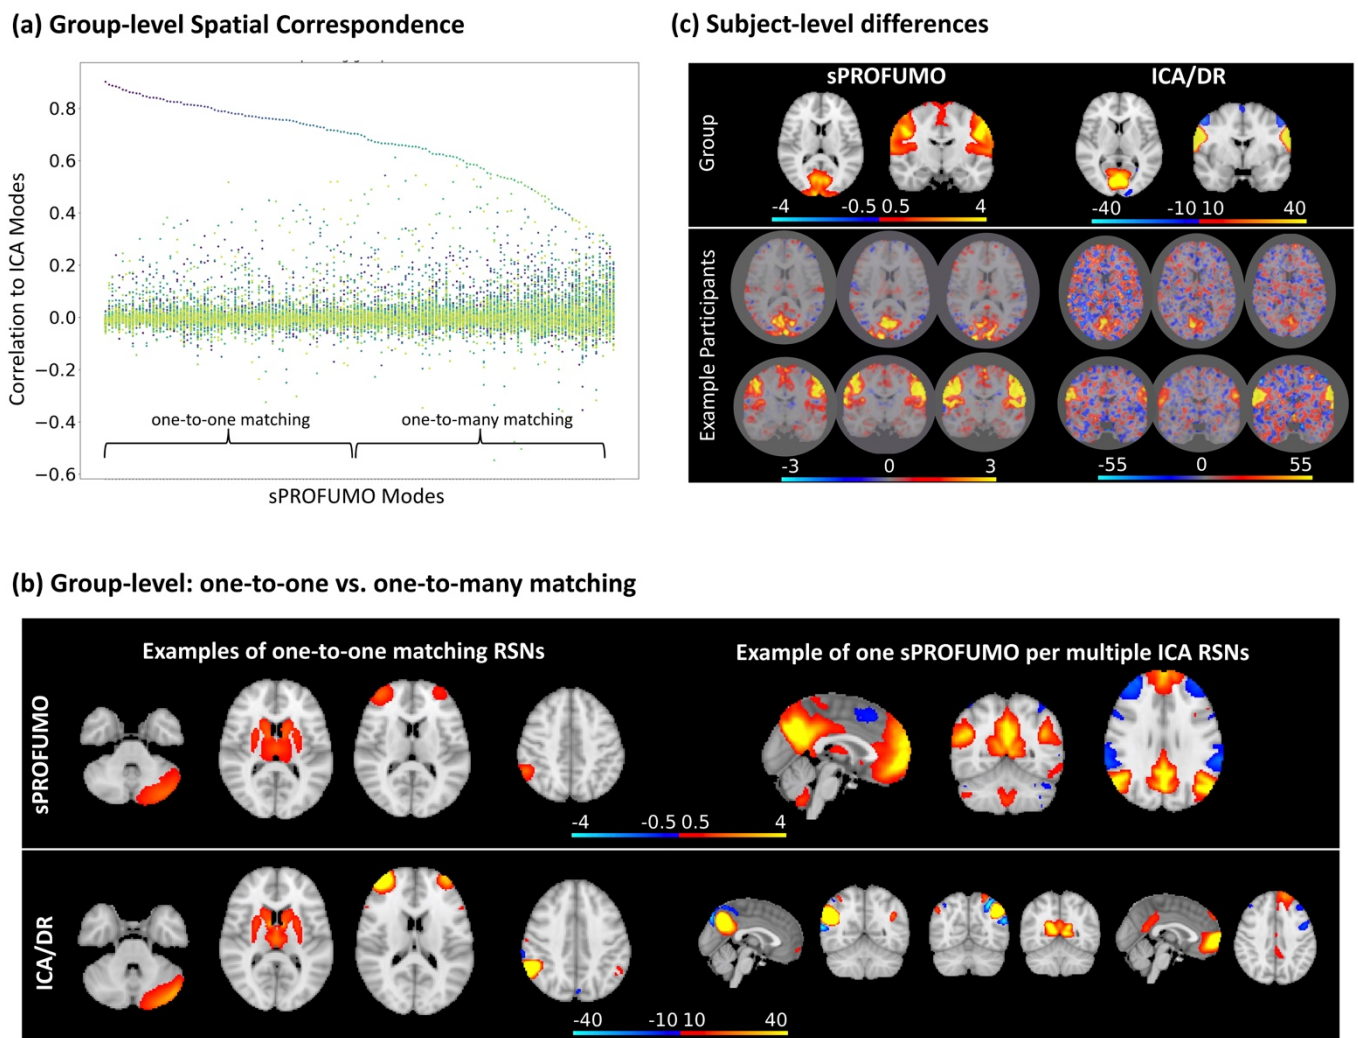 (a) Group-level Spatial Correspondence
0.8
0.6
0.4
0.2
0.0
−0.2
−0.4
−0.6
Correlation to ICA Modes
one-to-one matching
one-to-many matching
sPROFUMO Modes
(c) Subject-level differences
sPROFUMO
ICA/DR
Group
-4 -0.5 0.5 4
-40 -10 10 40
Example Participants
-3 0 3
-55 0 55
(b) Group-level: one-to-one vs. one-to-many matching
Examples of one-to-one matching RSNs
Example of one sPROFUMO per multiple ICA RSNs
sPROFUMO
-4 -0.5 0.5 4
ICA/DR
-40 -10 10 40